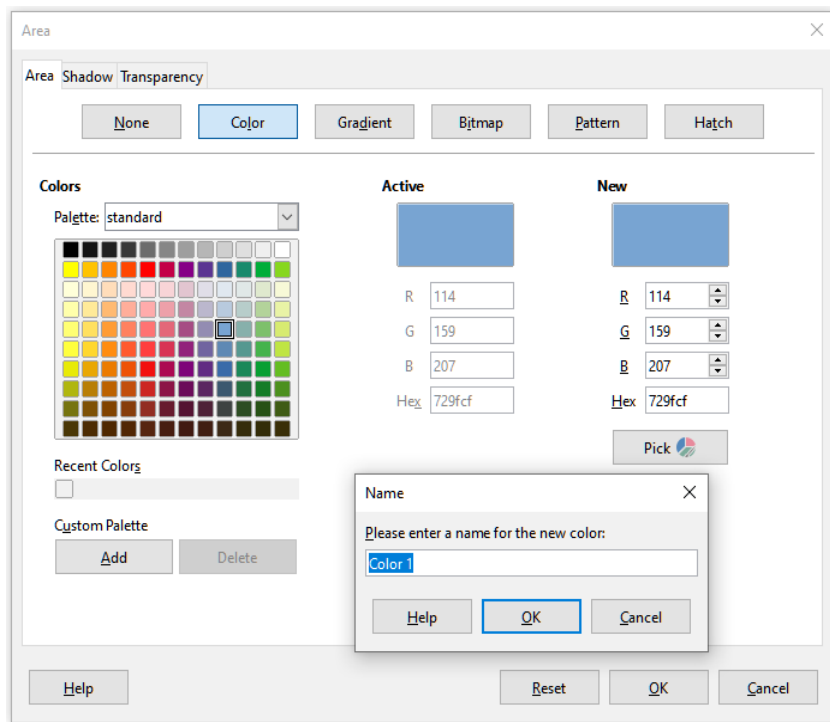 Area
Area Shadow Transparency
None Color Gradient Bitmap Pattern Hatch
Colors Active New
Palette: standard
R 114 R 114
G 159 G 159
B 207 B 207
Hex 729fcf Hex 729fcf
Pick
Recent Colors
Name
Custom Palette
Please enter a name for the new color:
Add Delete
Color 1
Help OK Cancel
Help Reset OK Cancel